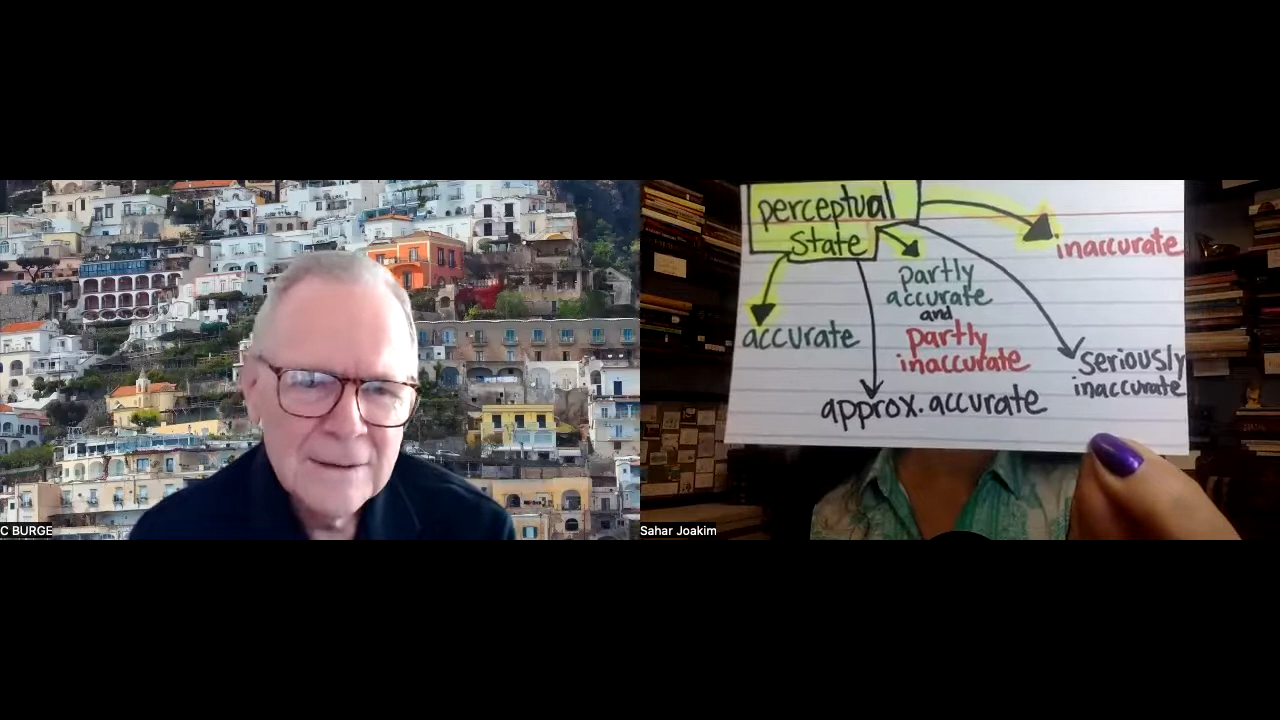 perceptual
state
inaccurate
partly
accurate
and
partly
inaccurate
accurate
seriously
inaccurate
approx. accurate
C BURGE
Sahar Joakim